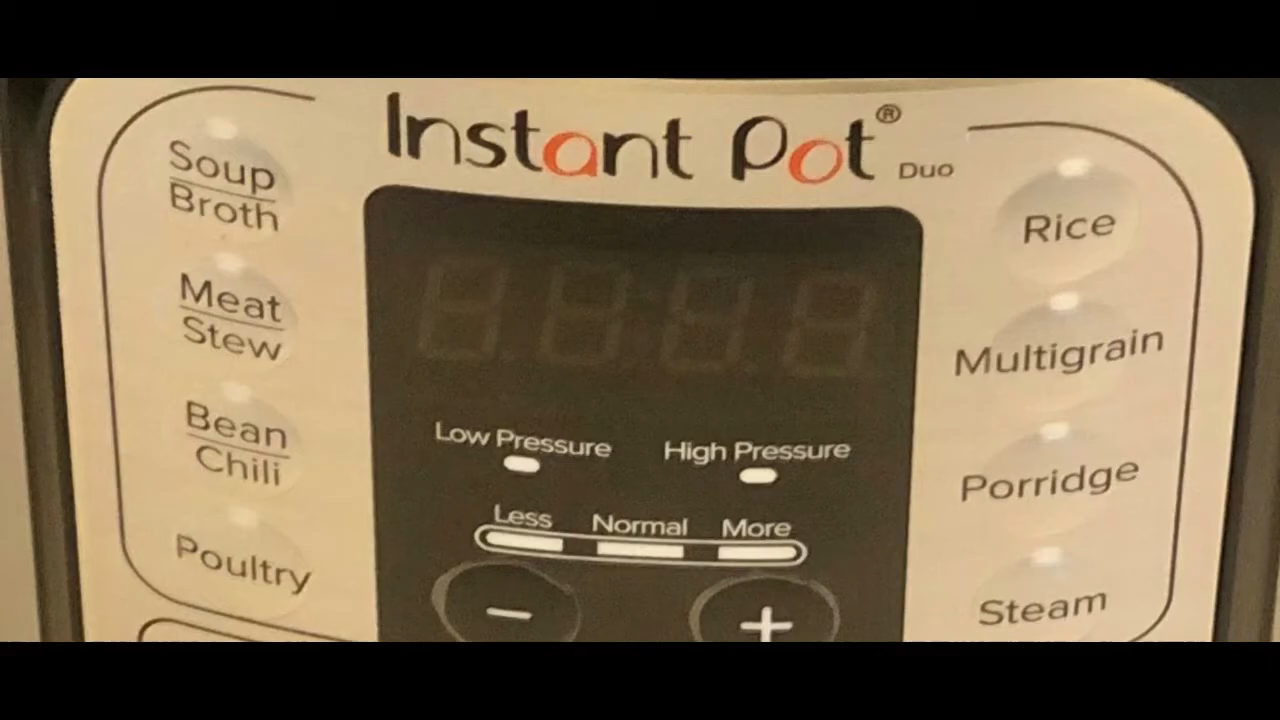 Instant Pot® Duo
Soup
Broth
Meat
Stew
Bean
Chili
Poultry
Low Pressure
High Pressure
Less
Normal
More
-
+
Rice
Multigrain
Porridge
Steam